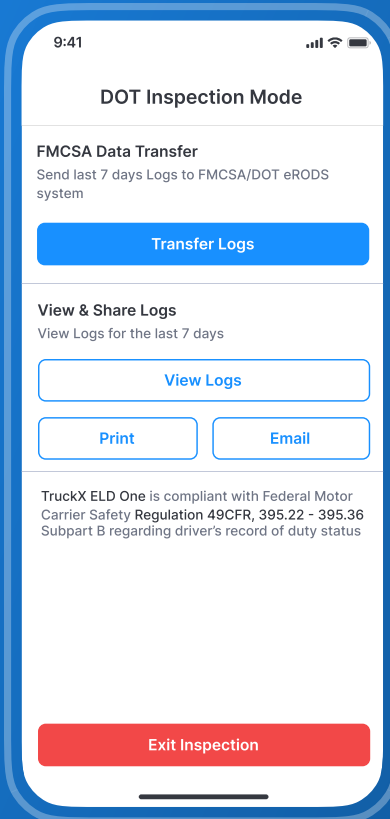 9:41
DOT Inspection Mode
FMCSA Data Transfer
Send last 7 days Logs to FMCSA/DOT eRODS
system
Transfer Logs
View & Share Logs
View Logs for the last 7 days
View Logs
Print
Email
TruckX ELD One is compliant with Federal Motor
Carrier Safety Regulation 49CFR, 395.22 - 395.36
Subpart B regarding driver’s record of duty status
Exit Inspection